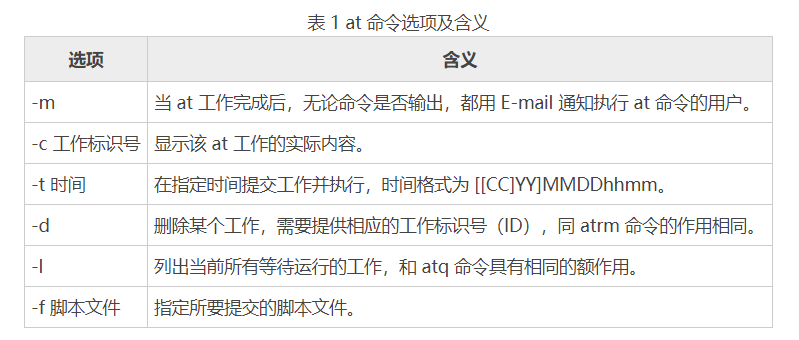 表 1 at 命令选项及含义
选项 含义
-m 当 at 工作完成后，无论命令是否输出，都用 E-mail 通知执行 at 命令的用户。
-c 工作标识号 显示该 at 工作的实际内容。
-t 时间 在指定时间提交工作并执行，时间格式为 [[CC]YY]MMDDhhmm。
-d 删除某个工作，需要提供相应的工作标识号（ID），同 atrm 命令的作用相同。
-l 列出当前所有等待运行的工作，和 atq 命令具有相同的额作用。
-f 脚本文件 指定所要提交的脚本文件。